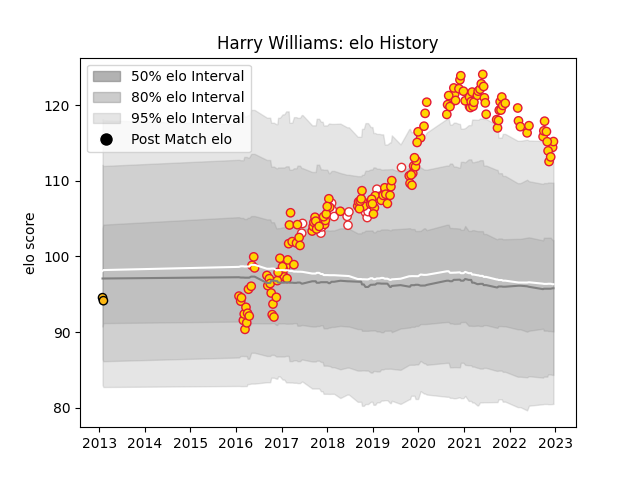 Harry Williams: elo History
50% elo Interval
80% elo Interval
95% elo Interval
Post Match elo
elo score
120
110
100
90
80
2013 2014 2015 2016 2017 2018 2019 2020 2021 2022 2023